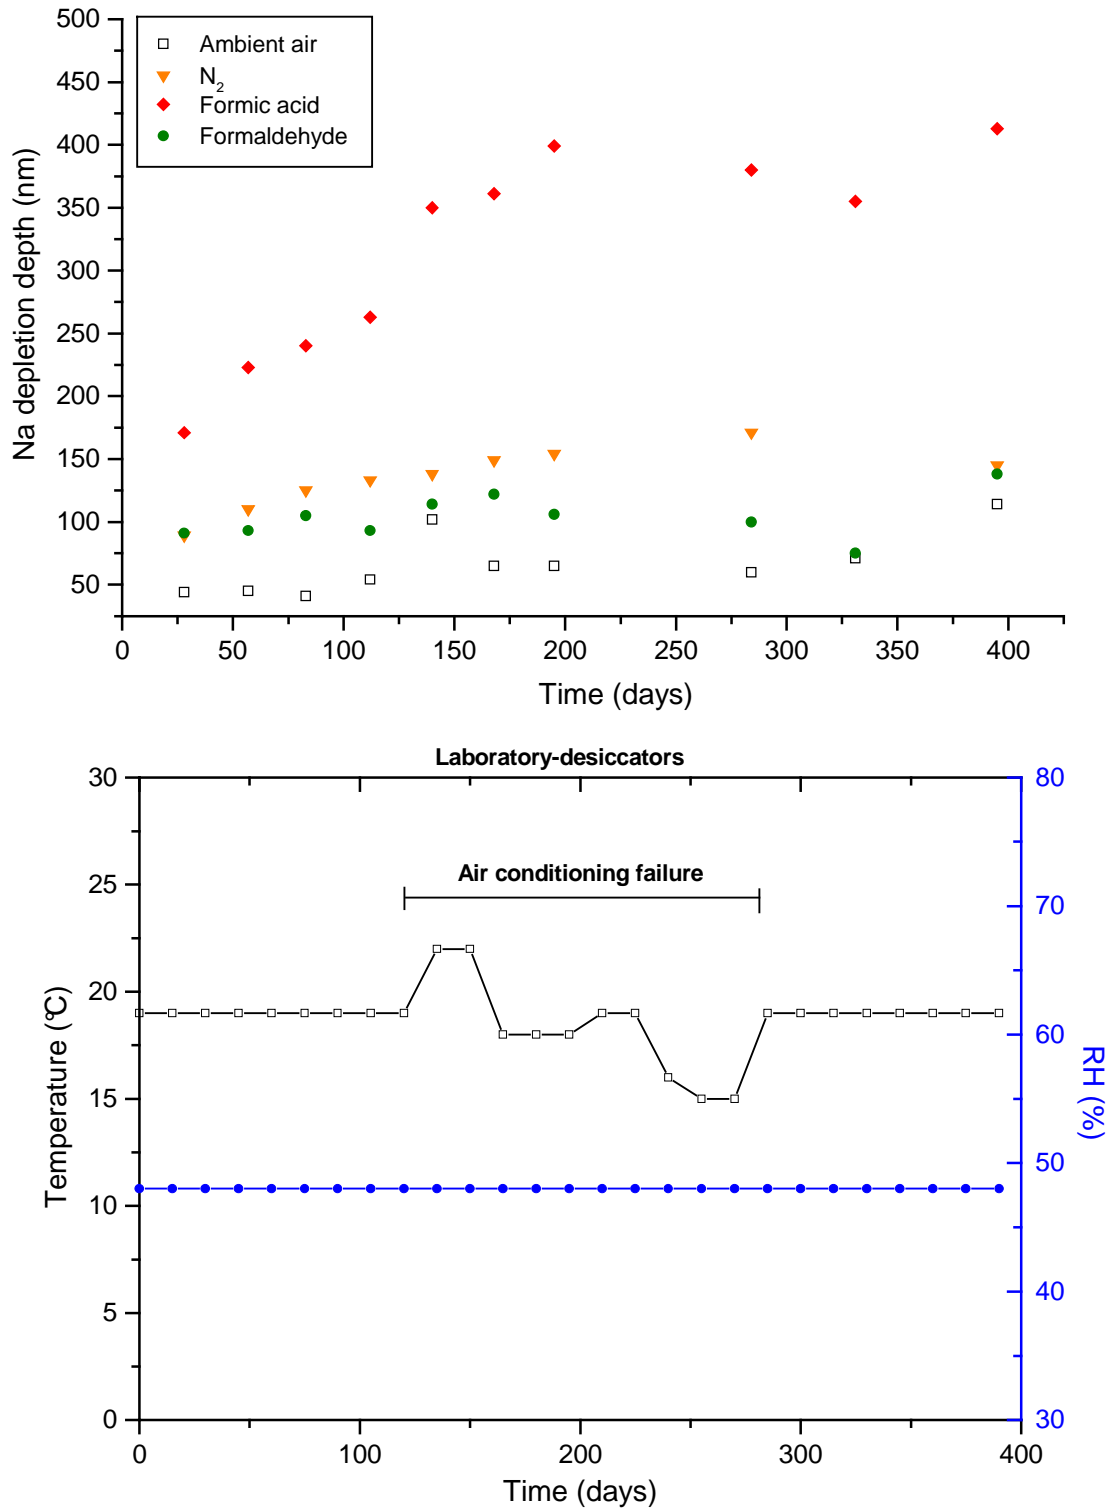 500
450
400
350
300
250
200
150
100
50
Na depletion depth (nm)
Ambient air
N2
Formic acid
Formaldehyde
0 50 100 150 200 250 300 350 400
Time (days)
Laboratory-desiccators
30
25
20
15
10
5
0
Temperature (°C)
Air conditioning failure
80
70
60
50
40
30
RH (%)
0 100 200 300 400
Time (days)